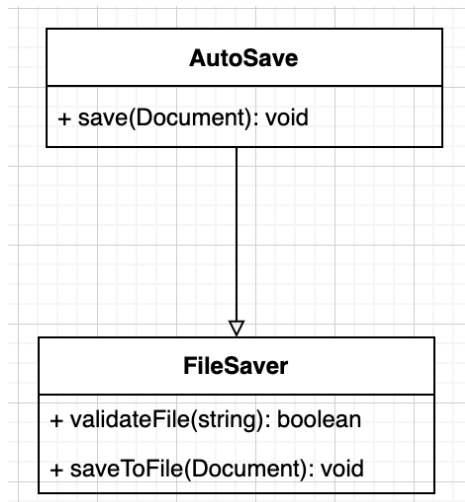 AutoSave
+ save(Document): void
FileSaver
+ validateFile(string): boolean
+ saveToFile(Document): void